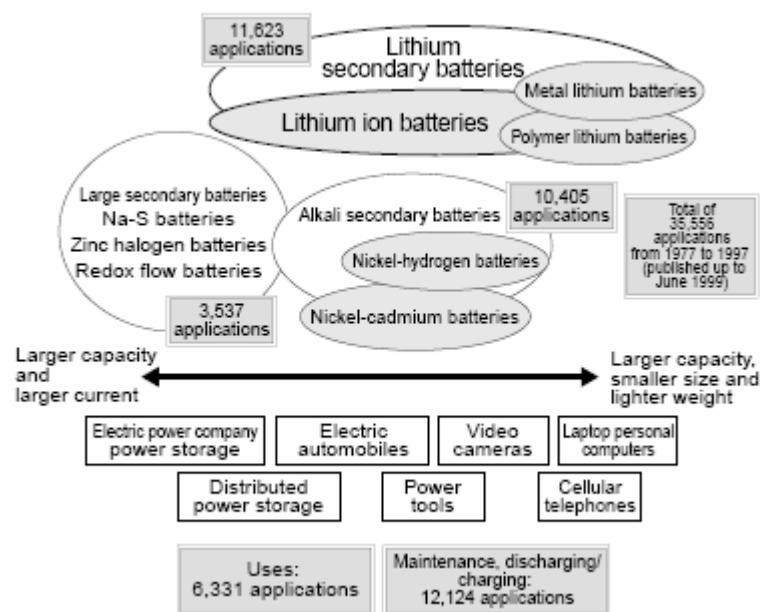 11,623
applications
Lithium
secondary batteries
Metal lithium batteries
Lithium ion batteries
Polymer lithium batteries
Large secondary batteries
Na-S batteries
Zinc halogen batteries
Redox flow batteries
3,537
applications
Alkali secondary batteries
10,405
applications
Nickel-hydrogen batteries
Nickel-cadmium batteries
Total of
35,556
applications
from 1977 to 1997
(published up to
June 1999)
Larger capacity
and
larger current
Larger capacity,
smaller size and
lighter weight
Electric power company
power storage
Electric
automobiles
Video
cameras
Laptop personal
computers
Distributed
power storage
Power
tools
Cellular
telephones
Uses:
6,331 applications
Maintenance, discharging/
charging:
12,124 applications